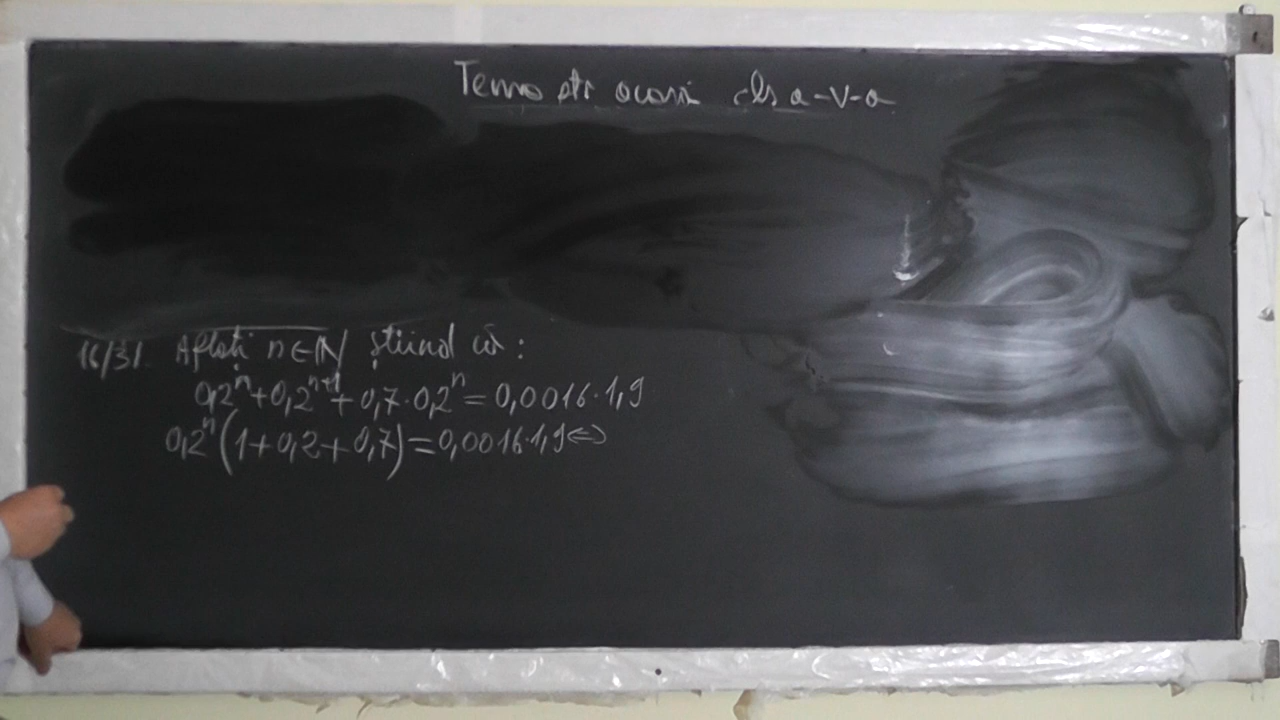 Tema pt acasă cls a-V-a
16/31. Aflați n∈ℕ știind că:
0,2ⁿ+0,2ⁿ⁺¹+0,7·0,2ⁿ=0,0016·1,9
0,2ⁿ(1+0,2+0,7)=0,0016·1,9⇔